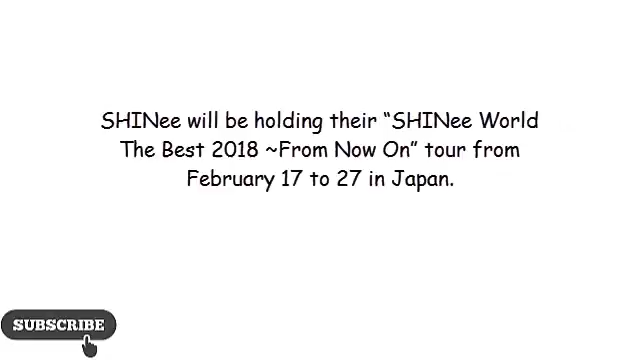 SHINee will be holding their “SHINee World
The Best 2018 ~From Now On” tour from
February 17 to 27 in Japan.
SUBSCRIBE